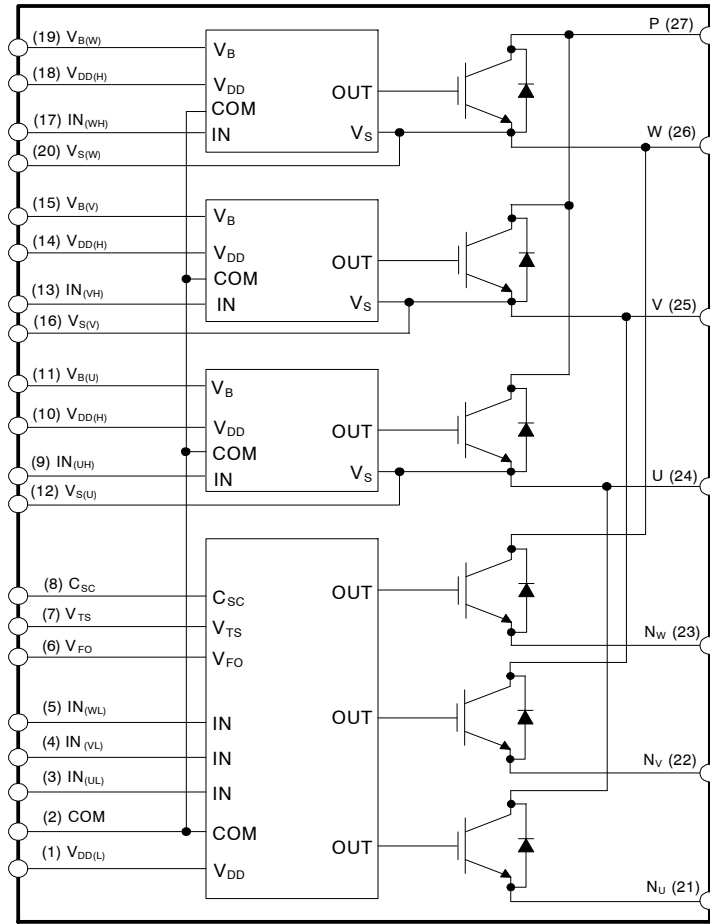 P (27)
(19) VB(W)
VB
(18) VDD(H)
VDD
OUT
COM
(17) IN(WH)
IN
VS
W (26)
(20) VS(W)
(15) VB(V)
VB
(14) VDD(H)
VDD
OUT
COM
(13) IN(VH)
IN
VS
V (25)
(16) VS(V)
(11) VB(U)
VB
(10) VDD(H)
VDD
OUT
COM
(9) IN(UH)
IN
VS
U (24)
(12) VS(U)
(8) CSC
CSC
OUT
(7) VTS
VTS
(6) VFO
VFO
NW (23)
(5) IN(WL)
IN
OUT
(4) IN(VL)
IN
NV (22)
(3) IN(UL)
IN
(2) COM
COM
OUT
(1) VDD(L)
VDD
NU (21)